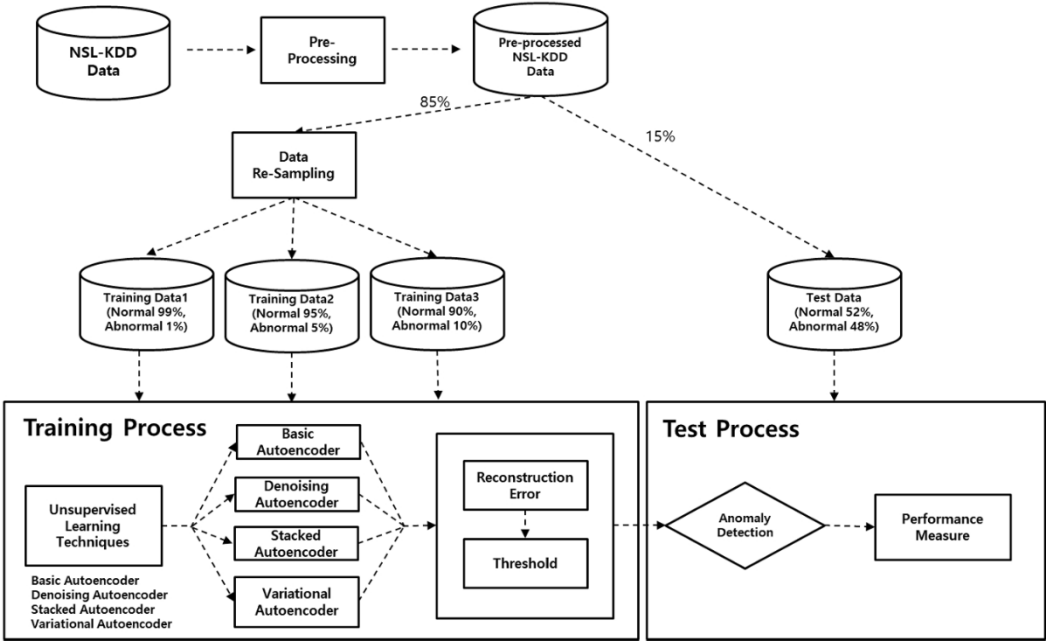 NSL-KDD
Data
Pre-
Processing
Pre-processed
NSL-KDD
Data
85%
15%
Data
Re-Sampling
Training Data1
(Normal 99%,
Abnormal 1%)
Training Data2
(Normal 95%,
Abnormal 5%)
Training Data3
(Normal 90%,
Abnormal 10%)
Test Data
(Normal 52%,
Abnormal 48%)
Training Process
Unsupervised
Learning
Techniques
Basic Autoencoder
Denoising Autoencoder
Stacked Autoencoder
Variational Autoencoder
Basic
Autoencoder
Denoising
Autoencoder
Stacked
Autoencoder
Variational
Autoencoder
Reconstruction
Error
Threshold
Test Process
Anomaly
Detection
Performance
Measure